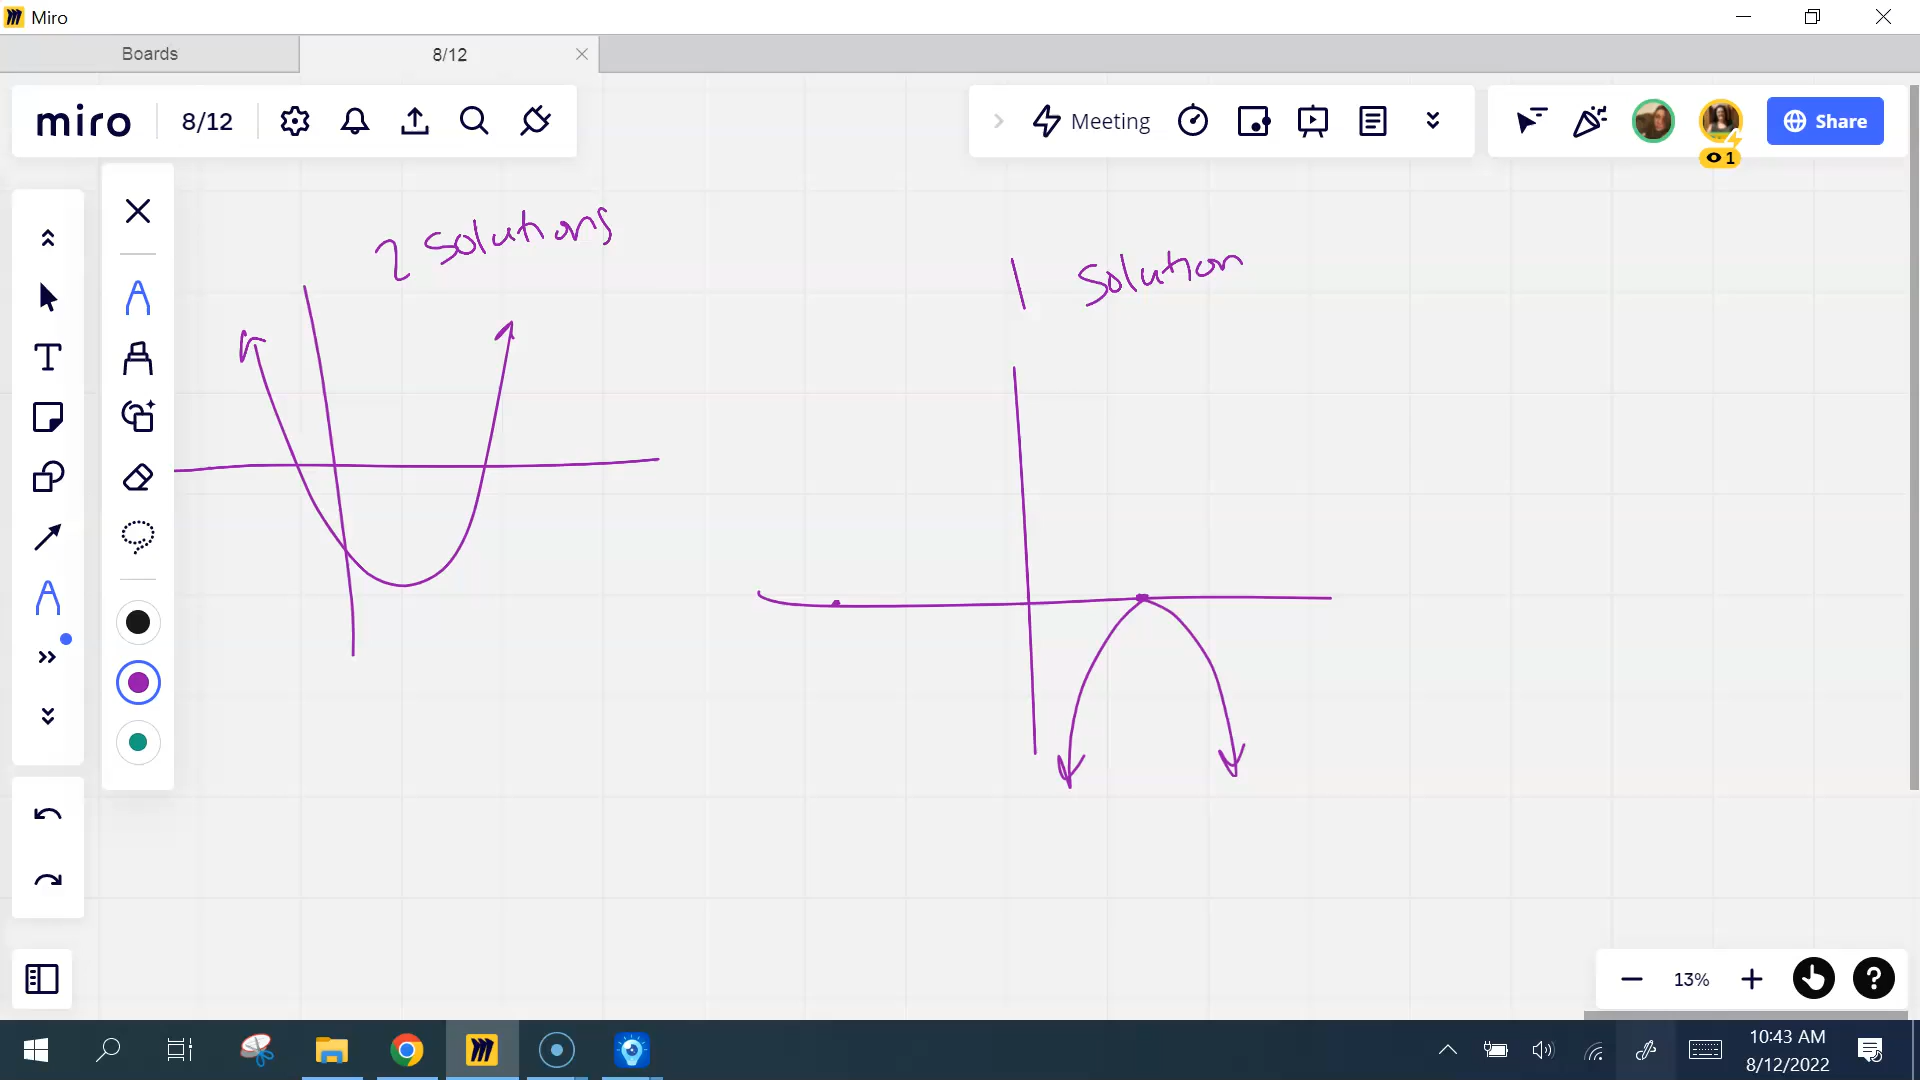 Miro
Boards
8/12
miro
8/12
Meeting
Share
1
2 Solutions
1 Solution
T
13%
?
10:43 AM
8/12/2022